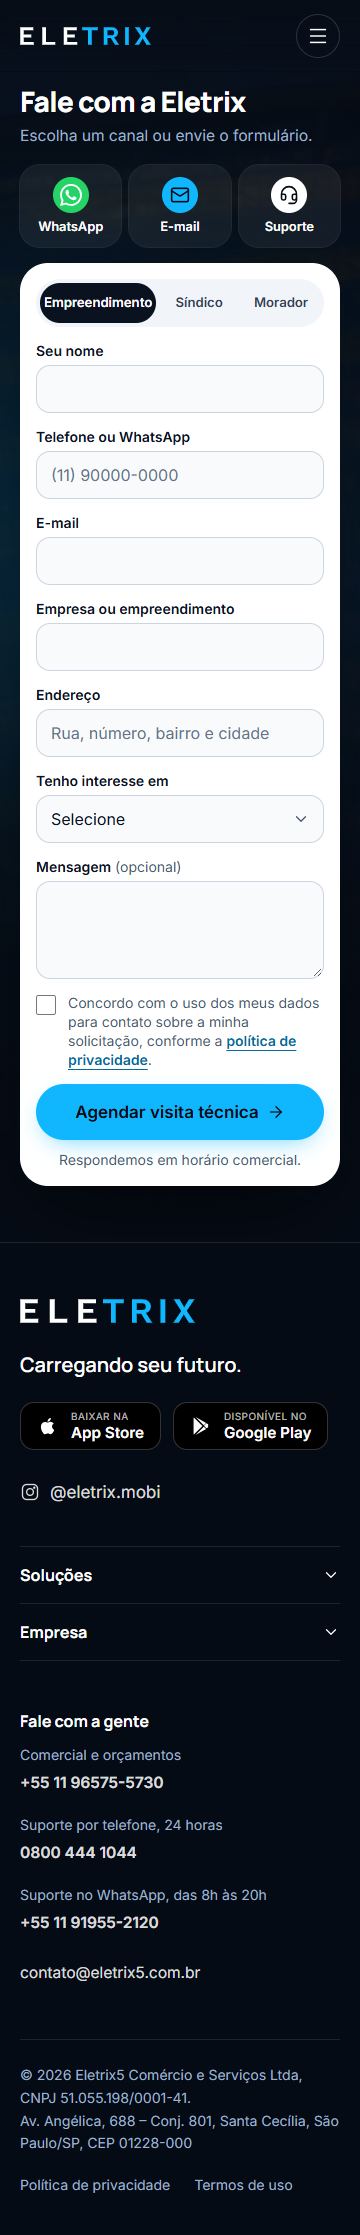 ELETRIX
Fale com a Eletrix
Escolha um canal ou envie o formulário.
WhatsApp
E-mail
Suporte
Empreendimento
Síndico
Morador
Seu nome
Telefone ou WhatsApp
(11) 90000-0000
E-mail
Empresa ou empreendimento
Endereço
Rua, número, bairro e cidade
Tenho interesse em
Selecione
Mensagem (opcional)
Concordo com o uso dos meus dados
para contato sobre a minha
solicitação, conforme a política de
privacidade.
Agendar visita técnica
Respondemos em horário comercial.
ELETRIX
Carregando seu futuro.
BAIXAR NA
App Store
DISPONÍVEL NO
Google Play
@eletrix.mobi
Soluções
Empresa
Fale com a gente
Comercial e orçamentos
+55 11 96575-5730
Suporte por telefone, 24 horas
0800 444 1044
Suporte no WhatsApp, das 8h às 20h
+55 11 91955-2120
contato@eletrix5.com.br
© 2026 Eletrix5 Comércio e Serviços Ltda,
CNPJ 51.055.198/0001-41.
Av. Angélica, 688 – Conj. 801, Santa Cecília, São
Paulo/SP, CEP 01228-000
Política de privacidade
Termos de uso